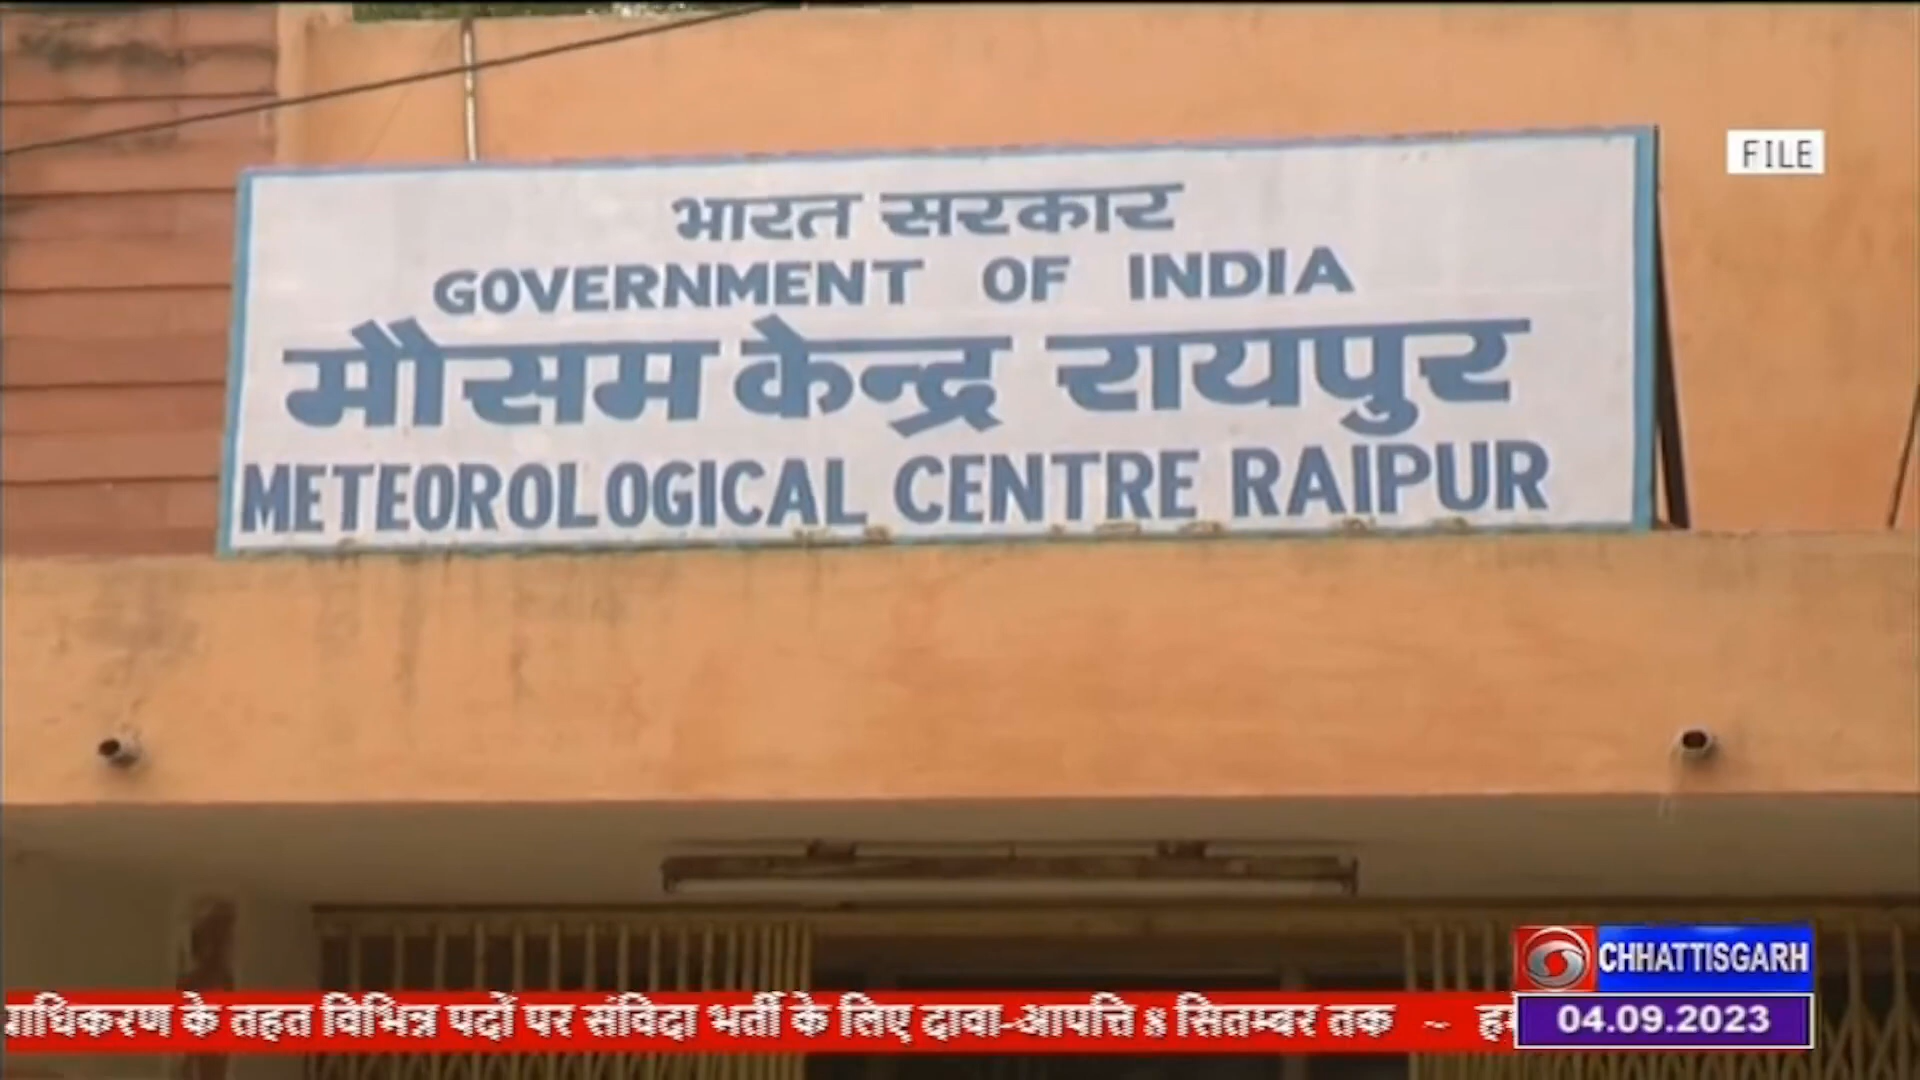 FILE
भारत सरकार
GOVERNMENT OF INDIA
मौसम केन्द्र रायपुर
METEOROLOGICAL CENTRE RAIPUR
CHHATTISGARH
के तहत विभिन्न पदों पर संविदा भर्ती के लिए दावा-आपत्ति 8 सितम्बर तक ~
04.09.2023